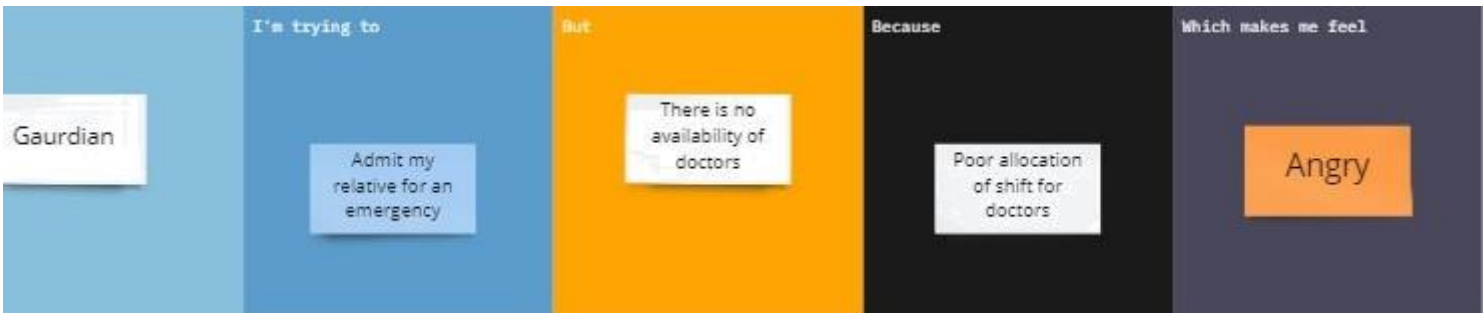 Gaurdian
I'm trying to
Admit my
relative for an
emergency
But
There is no
availability of
doctors
Because
Poor allocation
of shift for
doctors
Which makes me feel
Angry